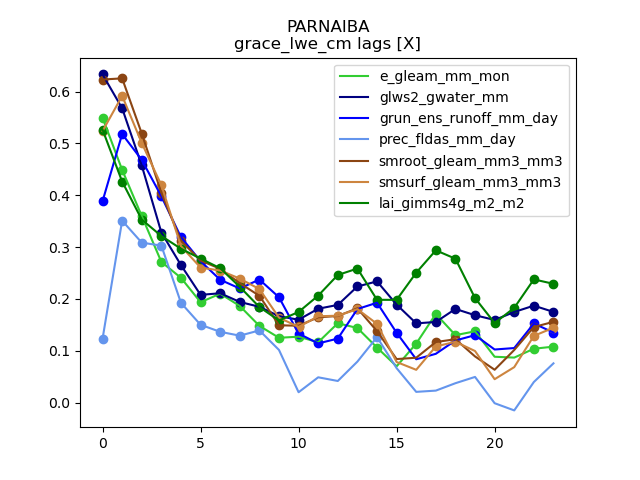 PARNAIBA
grace_lwe_cm lags [X]
e_gleam_mm_mon
glws2_gwater_mm
grun_ens_runoff_mm_day
prec_fldas_mm_day
smroot_gleam_mm3_mm3
smsurf_gleam_mm3_mm3
lai_gimms4g_m2_m2
0.6
0.5
0.4
0.3
0.2
0.1
0.0
0 5 10 15 20